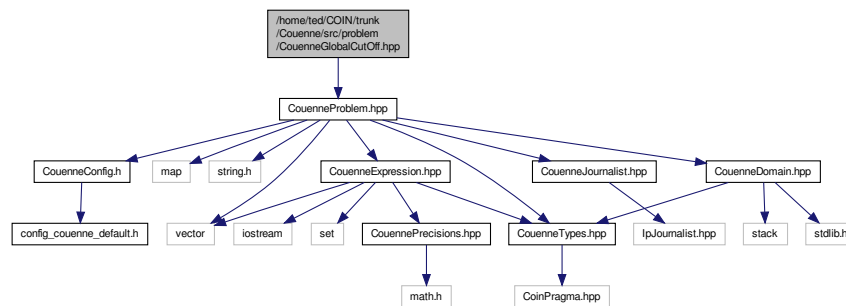 /home/ted/COIN/trunk
/Couenne/src/problem
/CouenneGlobalCutOff.hpp
CouenneProblem.hpp
CouenneConfig.h
map
string.h
CouenneExpression.hpp
CouenneJournalist.hpp
CouenneDomain.hpp
config_couenne_default.h
vector
iostream
set
CouennePrecisions.hpp
CouenneTypes.hpp
IpJournalist.hpp
stack
stdlib.h
math.h
CoinPragma.hpp